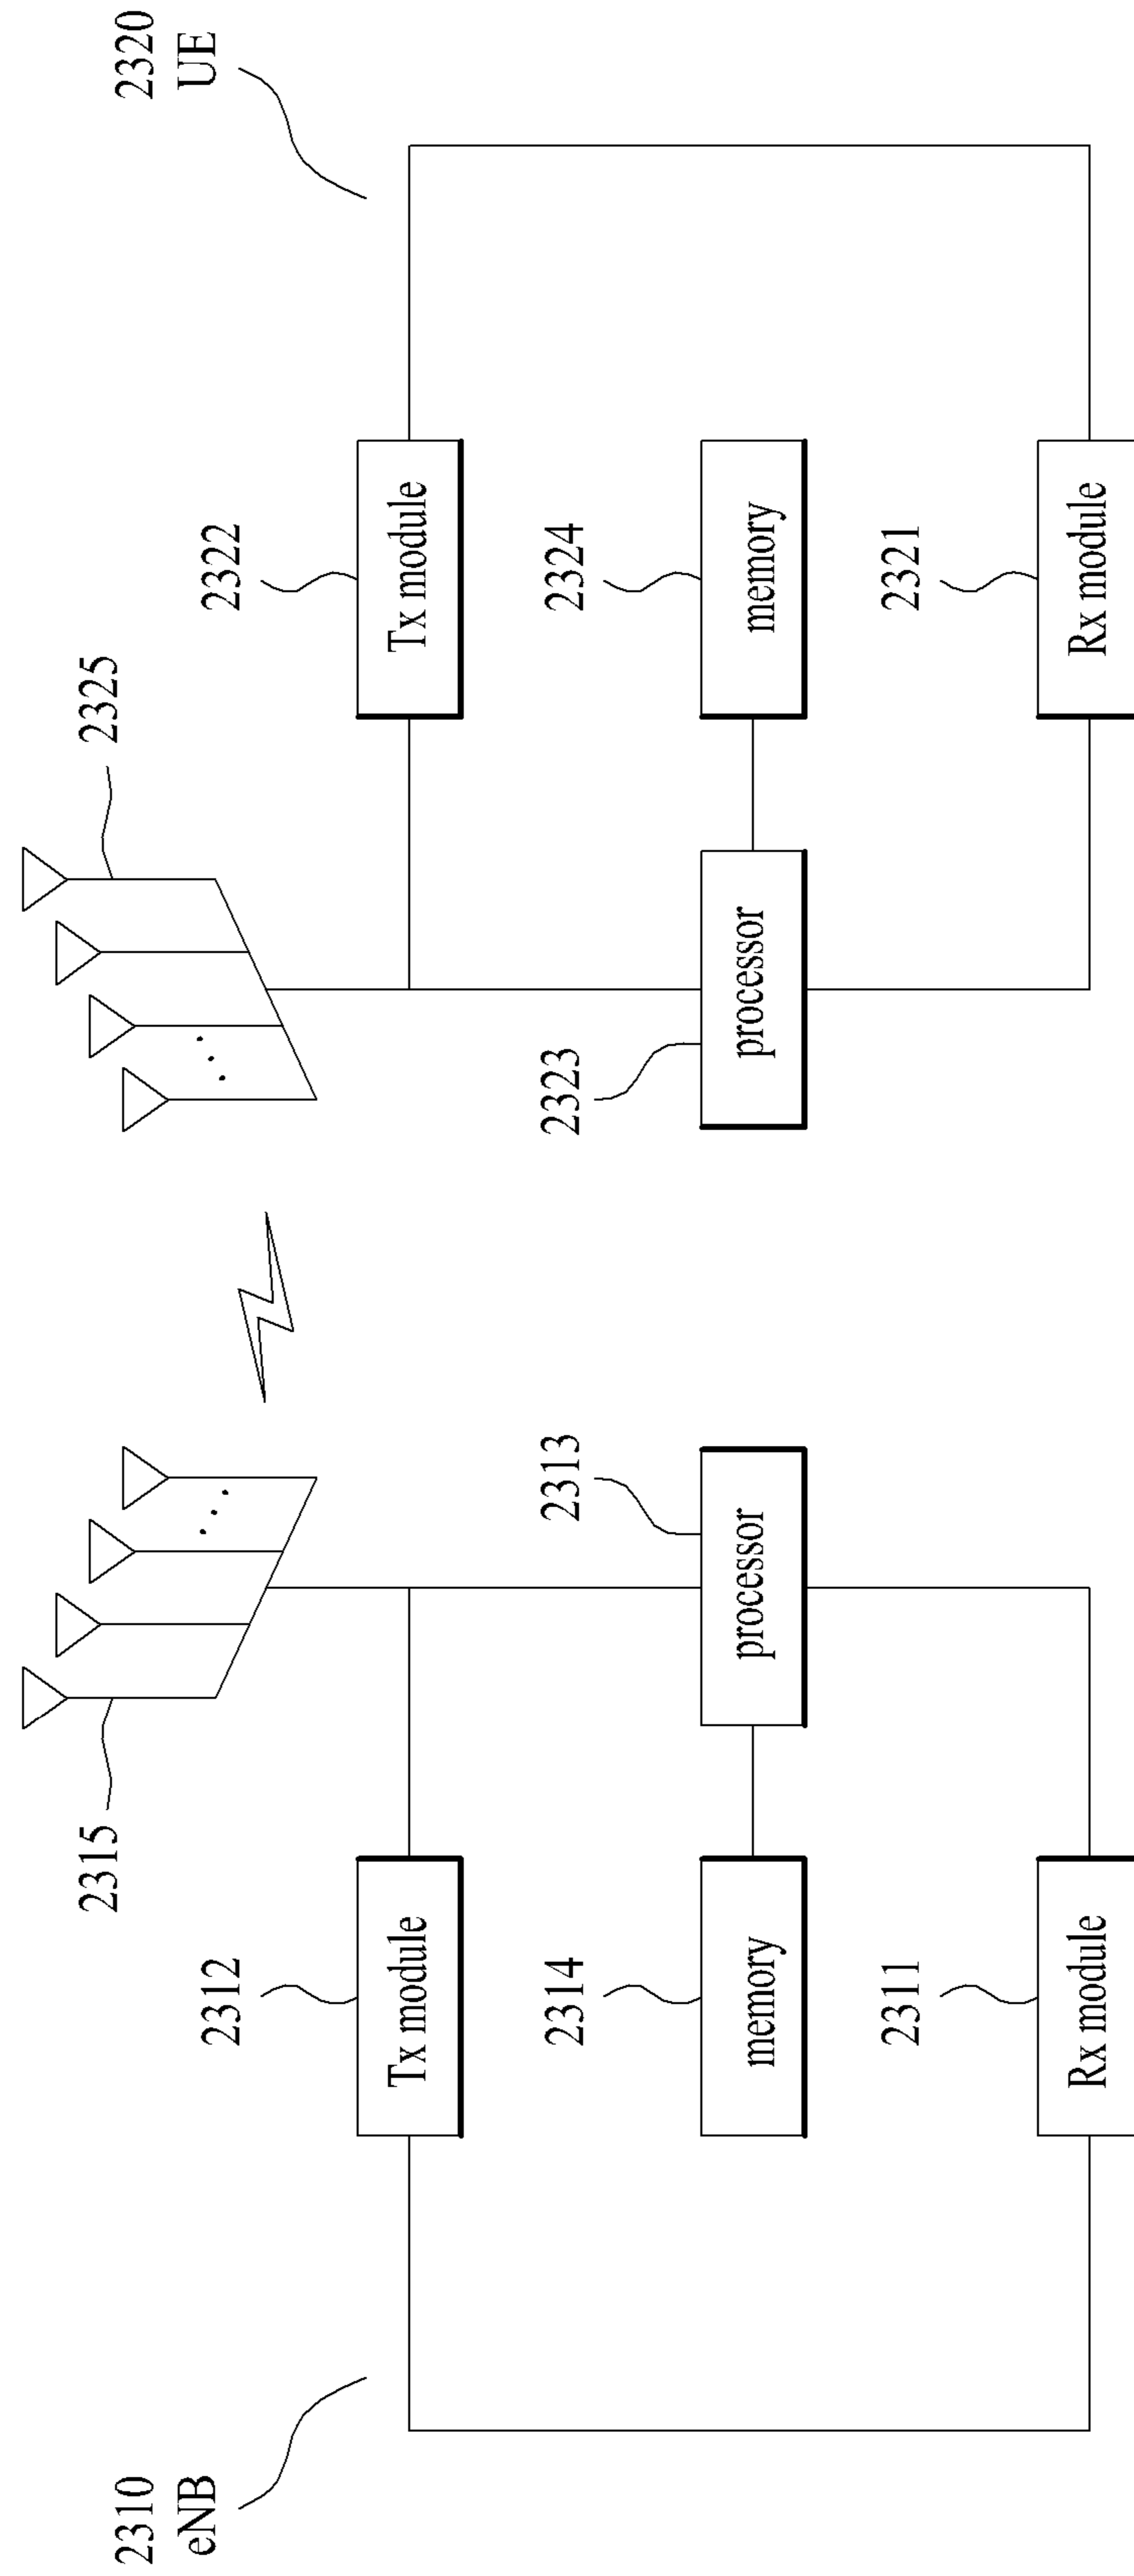 2310
eNB
2315
2312
Tx module
2313
processor
2314
memory
2311
Rx module
2320
UE
2325
2322
Tx module
2323
processor
2324
memory
2321
Rx module